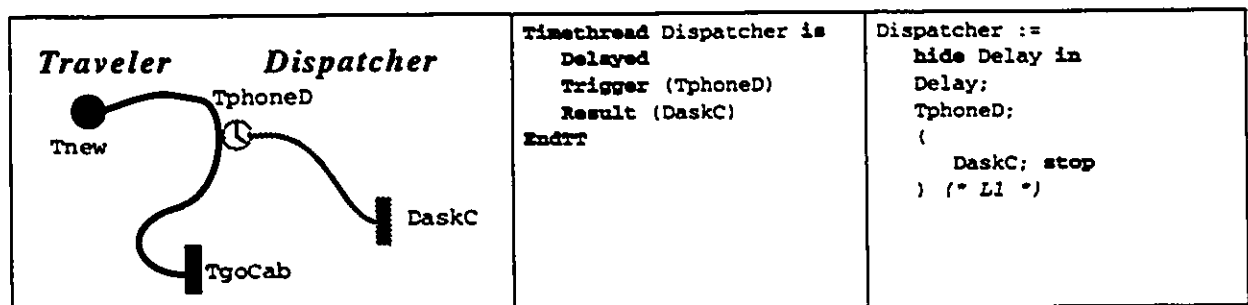 Traveler Dispatcher
TphoneD
Tnew
DaskC
TgoCab
Timethread Dispatcher is
Delayed
Trigger (TphoneD)
Result (DaskC)
EndTT
Dispatcher :=
hide Delay in
Delay;
TphoneD;
(
DaskC; stop
) (* L1 *)